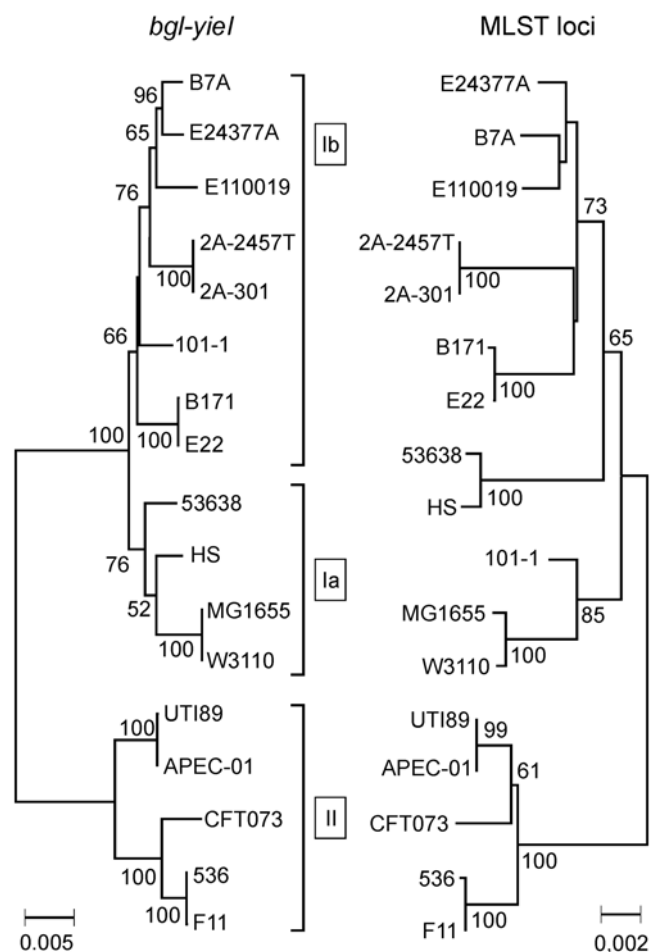 bgl-yieI
MLST loci
B7A
96
E24377A
65
E110019
76
2A-2457T
100
2A-301
66
101-1
B171
100
E22
100
Ib
53638
76
HS
52
MG1655
100
W3110
Ia
UTI89
100
APEC-01
CFT073
100
536
100
F11
II
0.005
E24377A
B7A
E110019
73
2A-2457T
100
2A-301
65
B171
100
E22
53638
100
HS
101-1
85
MG1655
100
W3110
UTI89
99
APEC-01
61
CFT073
100
536
100
F11
0.002